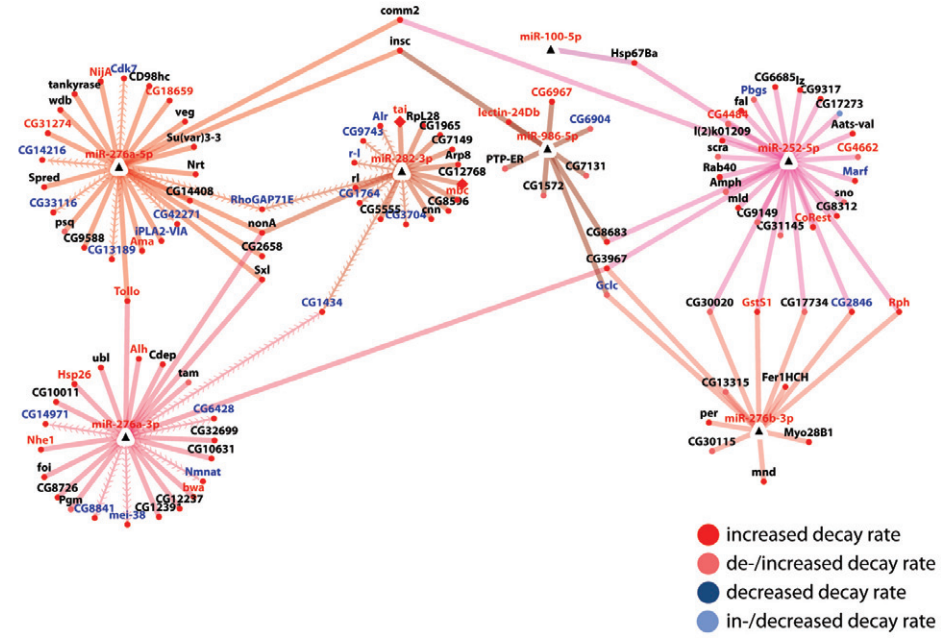 comm2
insc
miR-100-5p
Hsp67Ba
NijA
Cdk7
CD98hc
tankyrase
CG18659
wdb
veg
CG31274
Su(var)3-3
CG14216
miR-276a-5p
Nrt
Spred
CG14408
CG33116
CG42271
psq
iPLA2-VIA
CG9588
Ama
CG13189
RhoGAP71E
nonA
CG2658
Sxl
tai
Alr
RpL28
CG1965
CG9743
CG7149
r-l
miR-282-3p
Arp8
CG12768
rl
mbc
CG1764
CG8596
CG5555
CG3704
cnn
CG6967
lectin-24Db
CG6904
miR-986-5p
PTP-ER
CG7131
CG1572
CG8683
CG3967
Gclc
CG6685
lz
Pbgs
CG9317
fal
CG17273
CG4484
l(2)k01209
Aats-val
scra
miR-252-5p
CG4662
Rab40
Marf
Amph
sno
mld
CG8312
CG9149
CoRest
CG31145
Tollo
CG1434
CG30020
GstS1
CG17734
CG2846
Rph
ubl
Alh
Cdep
Hsp26
tam
CG10011
CG14971
miR-276a-3p
CG6428
CG32699
Nhe1
CG10631
foi
Nmnat
CG8726
bwa
Pgm
CG12237
CG8841
mei-38
CG12391
CG13315
Fer1HCH
per
miR-276b-3p
Myo28B1
CG30115
mnd
increased decay rate
de-/increased decay rate
decreased decay rate
in-/decreased decay rate